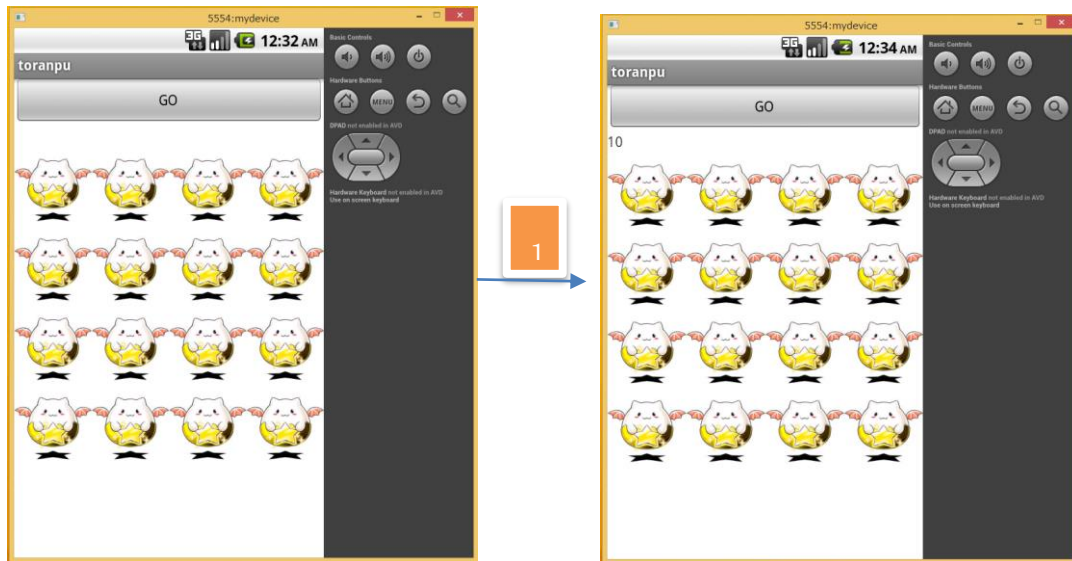 5554:mydevice
3G 12:32 AM
toranpu
GO
Basic Controls
Hardware Buttons
MENU
DPAD not enabled in AVD
Hardware Keyboard not enabled in AVD
Use on screen keyboard
1
5554:mydevice
3G 12:34 AM
toranpu
GO
10
Basic Controls
Hardware Buttons
MENU
DPAD not enabled in AVD
Hardware Keyboard not enabled in AVD
Use on screen keyboard